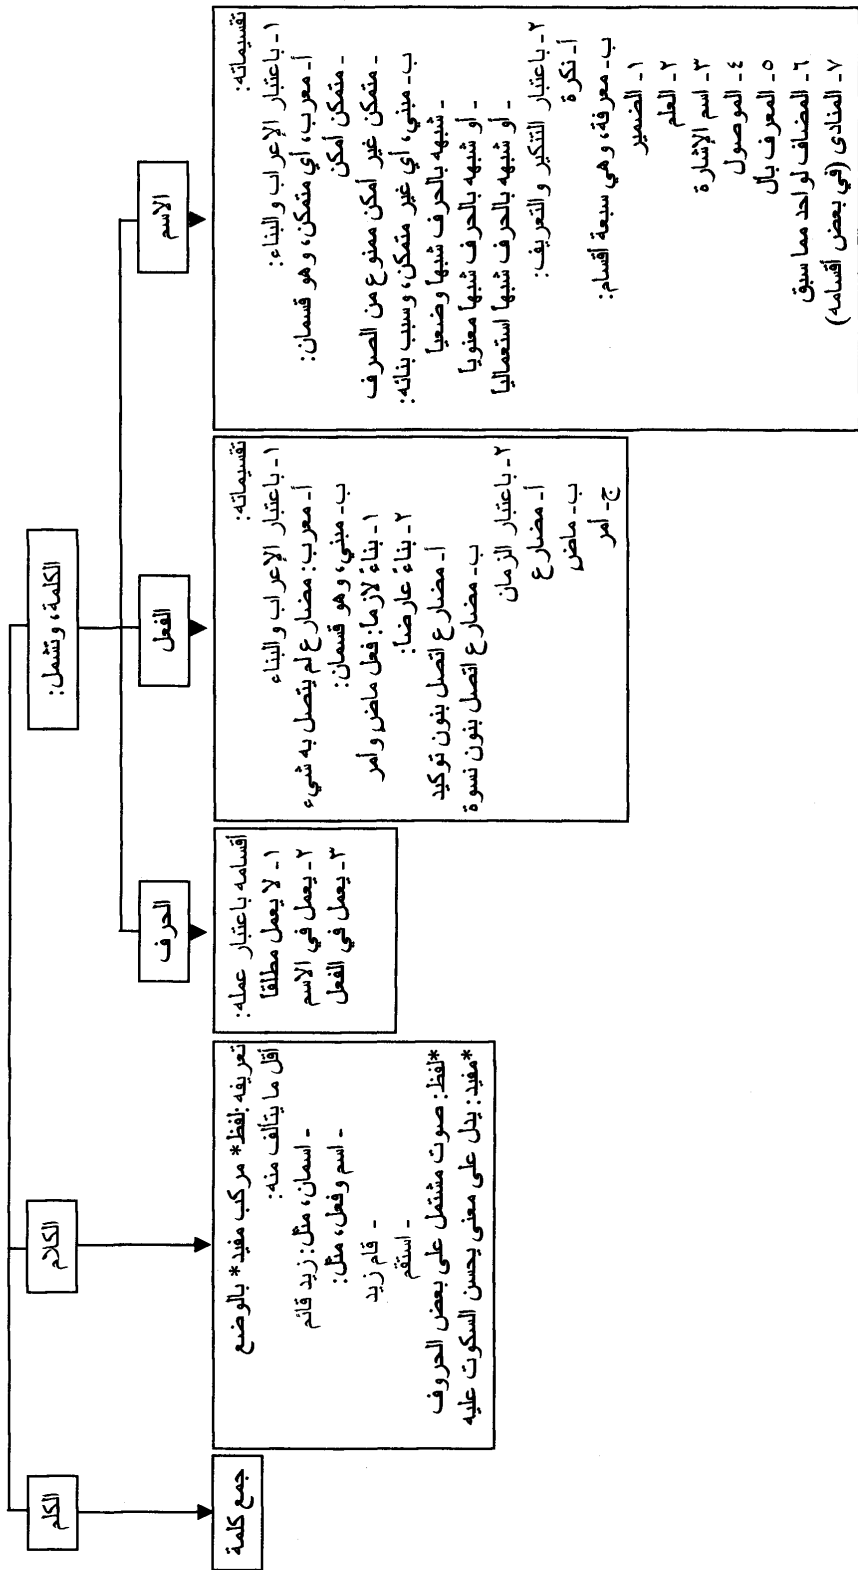 الكلمة، وتشمل:
الكلام
الكلم
الاسم
الفعل
الحرف
تقسيماته:
١- باعتبار الإعراب والبناء:
أ- معرب، أي متمكن، وهو قسمان:
- متمكن أمكن
- متمكن غير أمكن ممنوع من الصرف
ب- مبني، أي غير متمكن، وسبب بنائه:
- شبهه بالحرف شبهاً وضعياً
- أو شبهه بالحرف شبهاً معنوياً
- أو شبهه بالحرف شبهاً استعمالياً
٢- باعتبار التنكير والتعريف:
أ- نكرة
ب- معرفة، وهي سبعة أقسام:
١- الضمير
٢- العلم
٣- اسم الإشارة
٤- الموصول
٥- المعرف بأل
٦- المضاف لواحد مما سبق
٧- المنادى (في بعض أقسامه)
تقسيماته:
١- باعتبار الإعراب والبناء
أ- معرب: مضارع لم يتصل به شيء
ب- مبني، وهو قسمان:
١- بناءً لازماً: فعل ماض وأمر
٢- بناءً عارضاً:
أ- مضارع اتصل بنون توكيد
ب- مضارع اتصل بنون نسوة
٢- باعتبار الزمان
أ- مضارع
ب- ماض
ج- أمر
أقسامه باعتبار عمله:
١- لا يعمل مطلقاً
٢- يعمل في الاسم
٣- يعمل في الفعل
تعريفه: لفظ* مركب مفيد* بالوضع
أقل ما يتألف منه:
- اسمان، مثل: زيد قائم
- اسم وفعل، مثل:
- قام زيد
- استقم
*لفظ: صوت مشتمل على بعض الحروف
*مفيد: يدل على معنى يحسن السكوت عليه
جمع كلمة